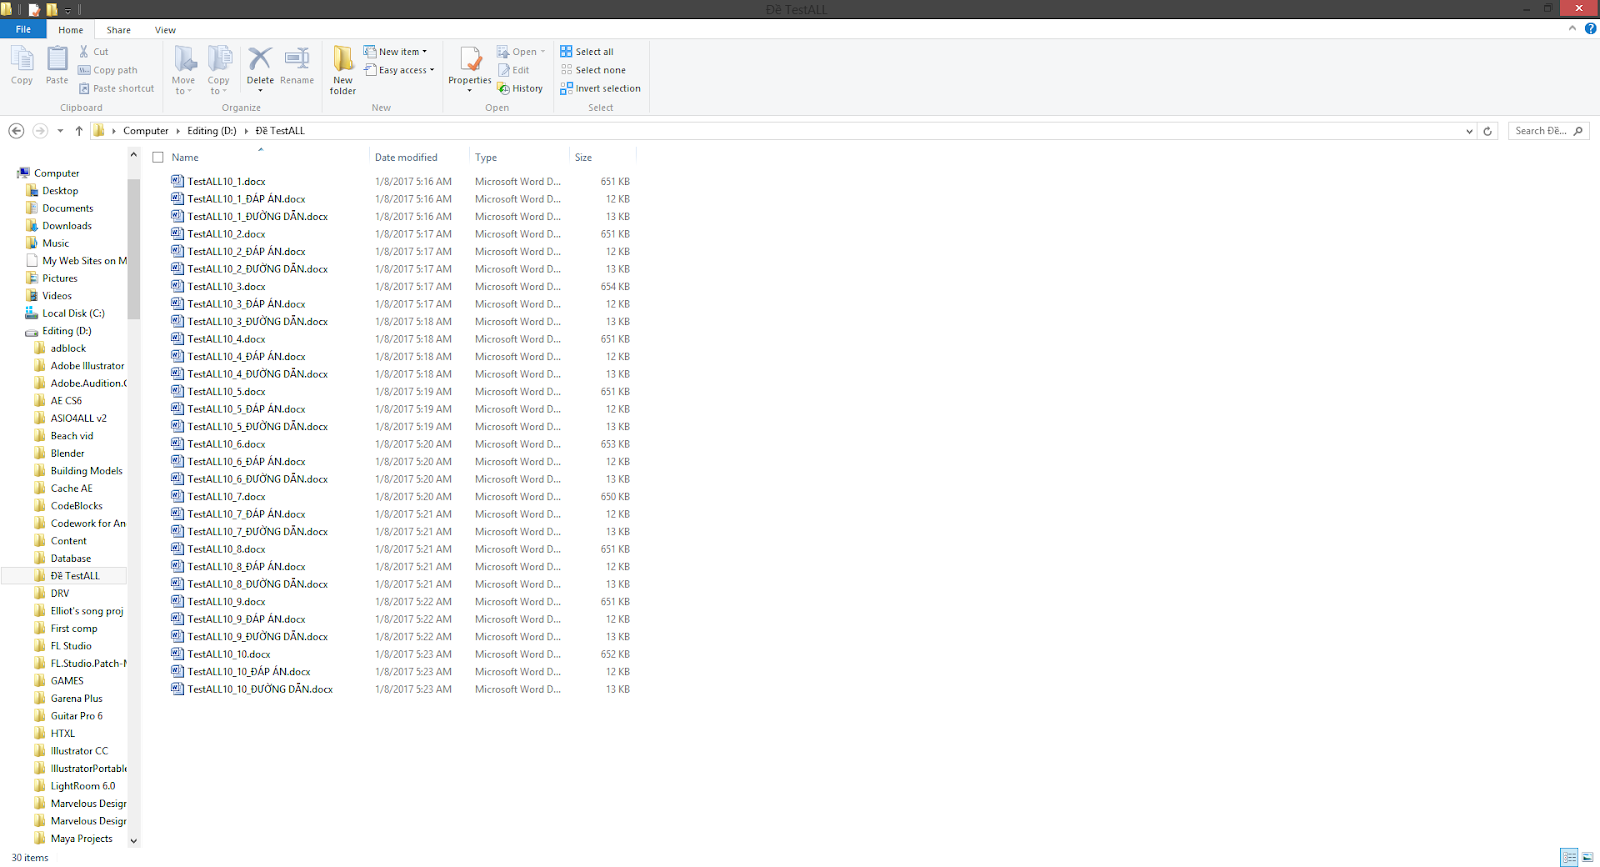 Đề TestALL
File Home Share View
Copy
Paste
Cut
Copy path
Paste shortcut
Clipboard
Move to
Copy to
Delete
Rename
Organize
New folder
New item
Easy access
New
Properties
Open
Edit
History
Open
Select all
Select none
Invert selection
Select
Computer Editing (D:) Đề TestALL
Search Đề...
Computer
Desktop
Documents
Downloads
Music
My Web Sites on M
Pictures
Videos
Local Disk (C:)
Editing (D:)
adblock
Adobe Illustrator
Adobe.Audition.C
AE CS6
ASIO4ALL v2
Beach vid
Blender
Building Models
Cache AE
CodeBlocks
Codework for An
Content
Database
Đề TestALL
DRV
Elliot's song proj
First comp
FL Studio
FL.Studio.Patch-M
GAMES
Garena Plus
Guitar Pro 6
HTXL
Illustrator CC
IllustratorPortable
LightRoom 6.0
Marvelous Design
Marvelous Design
Maya Projects
Name Date modified Type Size
TestALL10_1.docx 1/8/2017 5:16 AM Microsoft Word D... 651 KB
TestALL10_1_ĐÁP ÁN.docx 1/8/2017 5:16 AM Microsoft Word D... 12 KB
TestALL10_1_ĐƯỜNG DẪN.docx 1/8/2017 5:16 AM Microsoft Word D... 13 KB
TestALL10_2.docx 1/8/2017 5:17 AM Microsoft Word D... 651 KB
TestALL10_2_ĐÁP ÁN.docx 1/8/2017 5:17 AM Microsoft Word D... 12 KB
TestALL10_2_ĐƯỜNG DẪN.docx 1/8/2017 5:17 AM Microsoft Word D... 13 KB
TestALL10_3.docx 1/8/2017 5:17 AM Microsoft Word D... 654 KB
TestALL10_3_ĐÁP ÁN.docx 1/8/2017 5:17 AM Microsoft Word D... 12 KB
TestALL10_3_ĐƯỜNG DẪN.docx 1/8/2017 5:18 AM Microsoft Word D... 13 KB
TestALL10_4.docx 1/8/2017 5:18 AM Microsoft Word D... 651 KB
TestALL10_4_ĐÁP ÁN.docx 1/8/2017 5:18 AM Microsoft Word D... 12 KB
TestALL10_4_ĐƯỜNG DẪN.docx 1/8/2017 5:18 AM Microsoft Word D... 13 KB
TestALL10_5.docx 1/8/2017 5:19 AM Microsoft Word D... 651 KB
TestALL10_5_ĐÁP ÁN.docx 1/8/2017 5:19 AM Microsoft Word D... 12 KB
TestALL10_5_ĐƯỜNG DẪN.docx 1/8/2017 5:19 AM Microsoft Word D... 13 KB
TestALL10_6.docx 1/8/2017 5:20 AM Microsoft Word D... 653 KB
TestALL10_6_ĐÁP ÁN.docx 1/8/2017 5:20 AM Microsoft Word D... 12 KB
TestALL10_6_ĐƯỜNG DẪN.docx 1/8/2017 5:20 AM Microsoft Word D... 13 KB
TestALL10_7.docx 1/8/2017 5:20 AM Microsoft Word D... 650 KB
TestALL10_7_ĐÁP ÁN.docx 1/8/2017 5:21 AM Microsoft Word D... 12 KB
TestALL10_7_ĐƯỜNG DẪN.docx 1/8/2017 5:21 AM Microsoft Word D... 13 KB
TestALL10_8.docx 1/8/2017 5:21 AM Microsoft Word D... 651 KB
TestALL10_8_ĐÁP ÁN.docx 1/8/2017 5:21 AM Microsoft Word D... 12 KB
TestALL10_8_ĐƯỜNG DẪN.docx 1/8/2017 5:21 AM Microsoft Word D... 13 KB
TestALL10_9.docx 1/8/2017 5:22 AM Microsoft Word D... 651 KB
TestALL10_9_ĐÁP ÁN.docx 1/8/2017 5:22 AM Microsoft Word D... 12 KB
TestALL10_9_ĐƯỜNG DẪN.docx 1/8/2017 5:22 AM Microsoft Word D... 13 KB
TestALL10_10.docx 1/8/2017 5:23 AM Microsoft Word D... 652 KB
TestALL10_10_ĐÁP ÁN.docx 1/8/2017 5:23 AM Microsoft Word D... 12 KB
TestALL10_10_ĐƯỜNG DẪN.docx 1/8/2017 5:23 AM Microsoft Word D... 13 KB
30 items